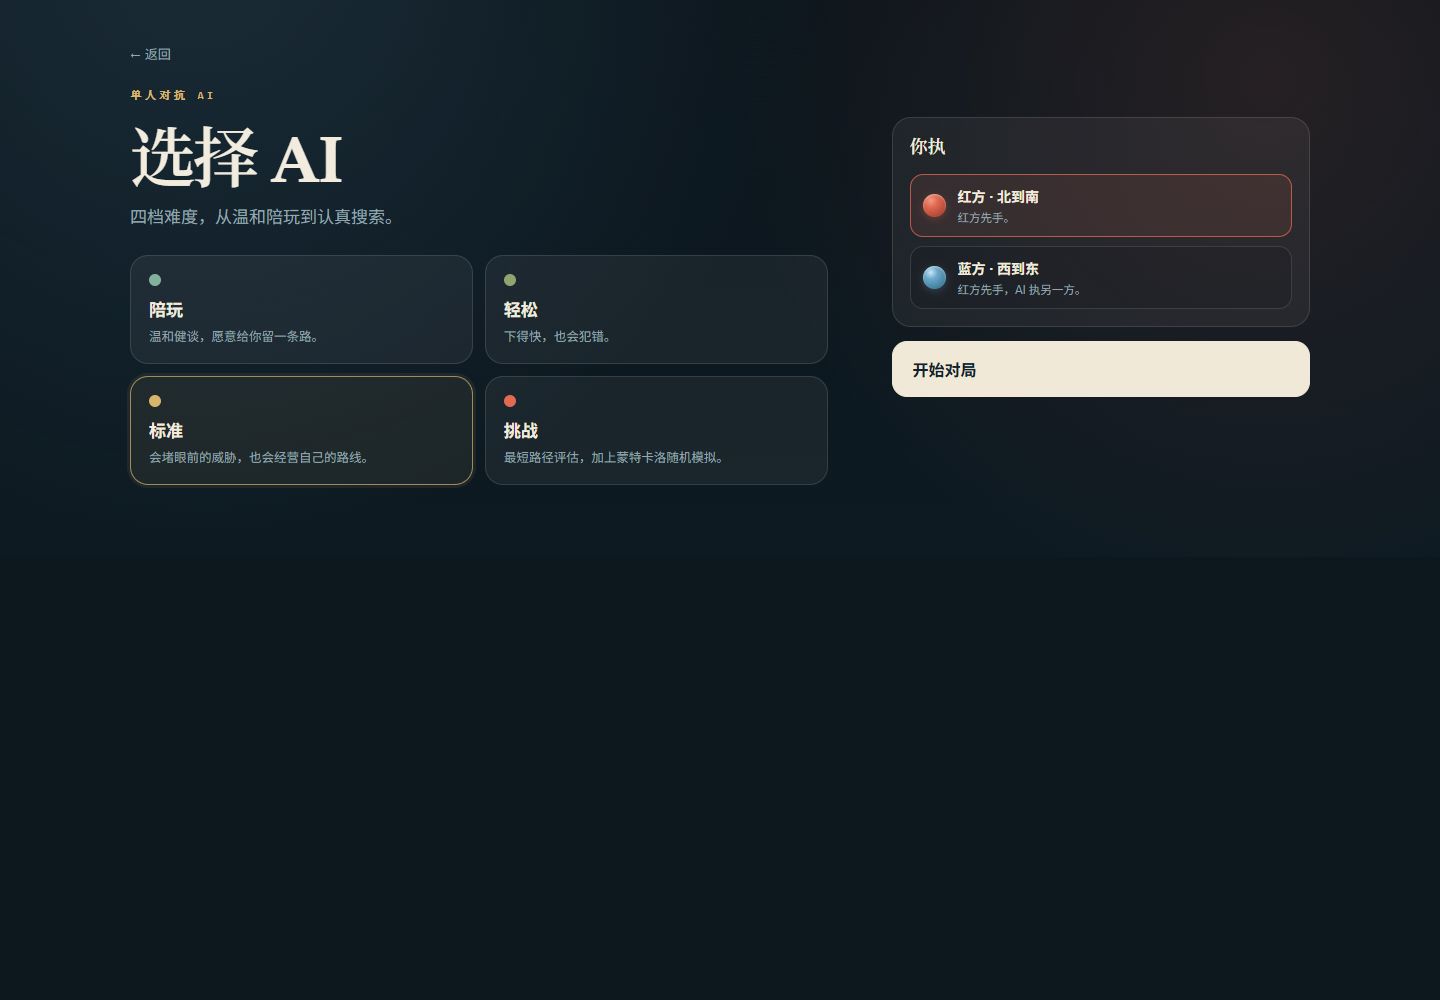 ← 返回
单人对抗 AI
选择 AI
四档难度，从温和陪玩到认真搜索。
陪玩
温和健谈，愿意给你留一条路。
轻松
下得快，也会犯错。
标准
会堵眼前的威胁，也会经营自己的路线。
挑战
最短路径评估，加上蒙特卡洛随机模拟。
你执
红方 · 北到南
红方先手。
蓝方 · 西到东
红方先手，AI 执另一方。
开始对局